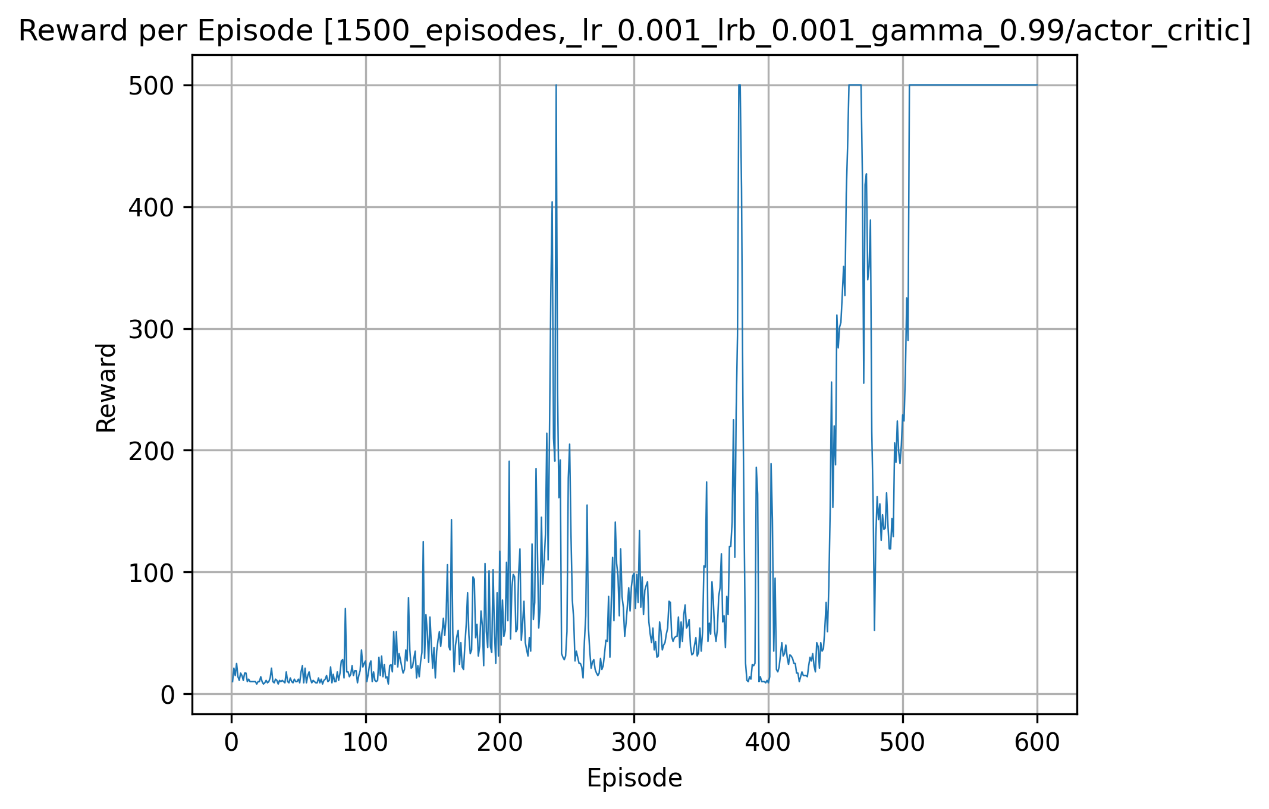 Reward per Episode [1500_episodes,_lr_0.001_lrb_0.001_gamma_0.99/actor_critic]
500
400
300
200
100
0
Reward
0 100 200 300 400 500 600
Episode